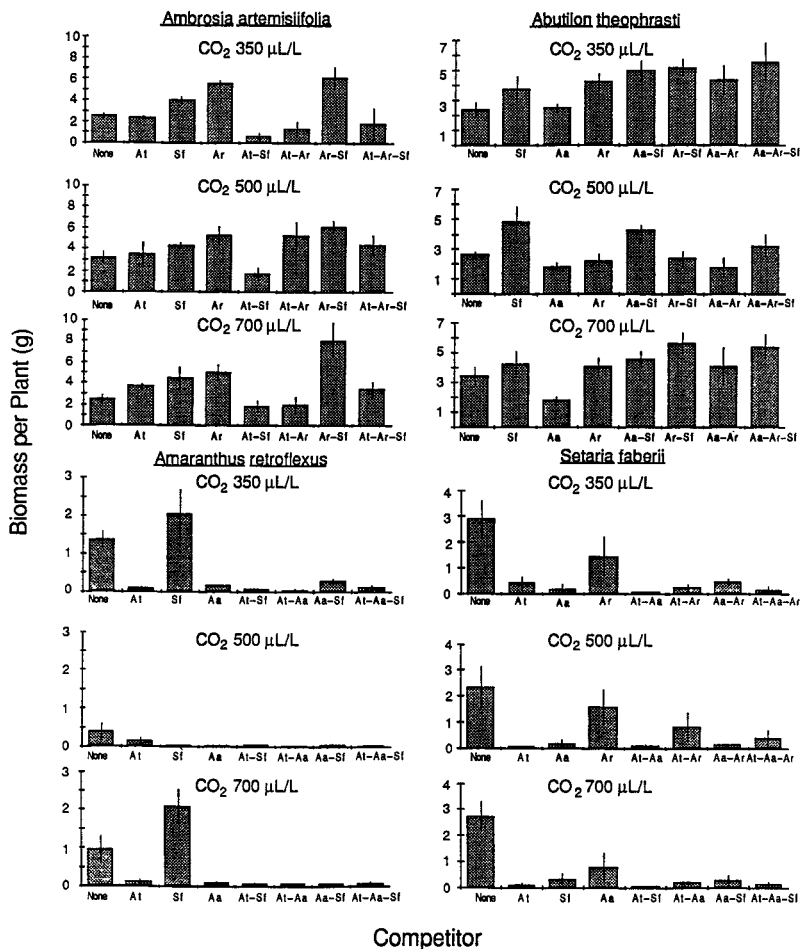 Ambrosia artemisiifolia
CO2 350 µL/L
10
8
6
4
2
0
None At Sf Ar At-Sf At-Ar Ar-Sf At-Ar-Sf
CO2 500 µL/L
10
8
6
4
2
0
None At Sf Ar At-Sf At-Ar Ar-Sf At-Ar-Sf
CO2 700 µL/L
10
8
6
4
2
0
None At Sf Ar At-Sf At-Ar Ar-Sf At-Ar-Sf
Abutilon theophrasti
CO2 350 µL/L
7
5
3
1
None Sf Aa Ar Aa-Sf Ar-Sf Aa-Ar Aa-Ar-Sf
CO2 500 µL/L
7
5
3
1
None Sf Aa Ar Aa-Sf Ar-Sf Aa-Ar Aa-Ar-Sf
CO2 700 µL/L
7
5
3
1
None Sf Aa Ar Aa-Sf Ar-Sf Aa-Ar Aa-Ar-Sf
Biomass per Plant (g)
Amaranthus retroflexus
CO2 350 µL/L
3
2
1
0
None At Sf Aa At-Sf At-Aa Aa-Sf At-Aa-Sf
CO2 500 µL/L
3
2
1
0
None At Sf Aa At-Sf At-Aa Aa-Sf At-Aa-Sf
CO2 700 µL/L
3
2
1
0
None At Sf Aa At-Sf At-Aa Aa-Sf At-Aa-Sf
Setaria faberii
CO2 350 µL/L
4
3
2
1
0
None At Aa Ar At-Aa At-Ar Aa-Ar At-Aa-Ar
CO2 500 µL/L
4
3
2
1
0
None At Aa Ar At-Aa At-Ar Aa-Ar At-Aa-Ar
CO2 700 µL/L
4
3
2
1
0
None At Sf Ar At-Sf At-Aa Aa-Sf At-Aa-Sf
Competitor